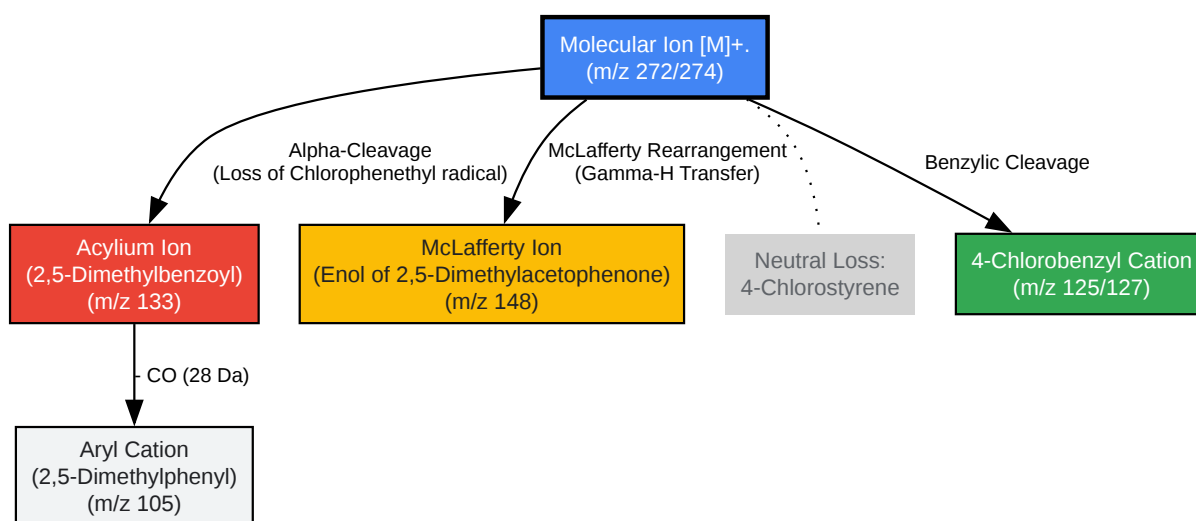 Molecular Ion [M]+.
(m/z 272/274)
Alpha-Cleavage
(Loss of Chlorophenethyl radical)
McLafferty Rearrangement
(Gamma-H Transfer)
Benzylic Cleavage
Acylium Ion
(2,5-Dimethylbenzoyl)
(m/z 133)
McLafferty Ion
(Enol of 2,5-Dimethylacetophenone)
(m/z 148)
Neutral Loss:
4-Chlorostyrene
4-Chlorobenzyl Cation
(m/z 125/127)
- CO (28 Da)
Aryl Cation
(2,5-Dimethylphenyl)
(m/z 105)